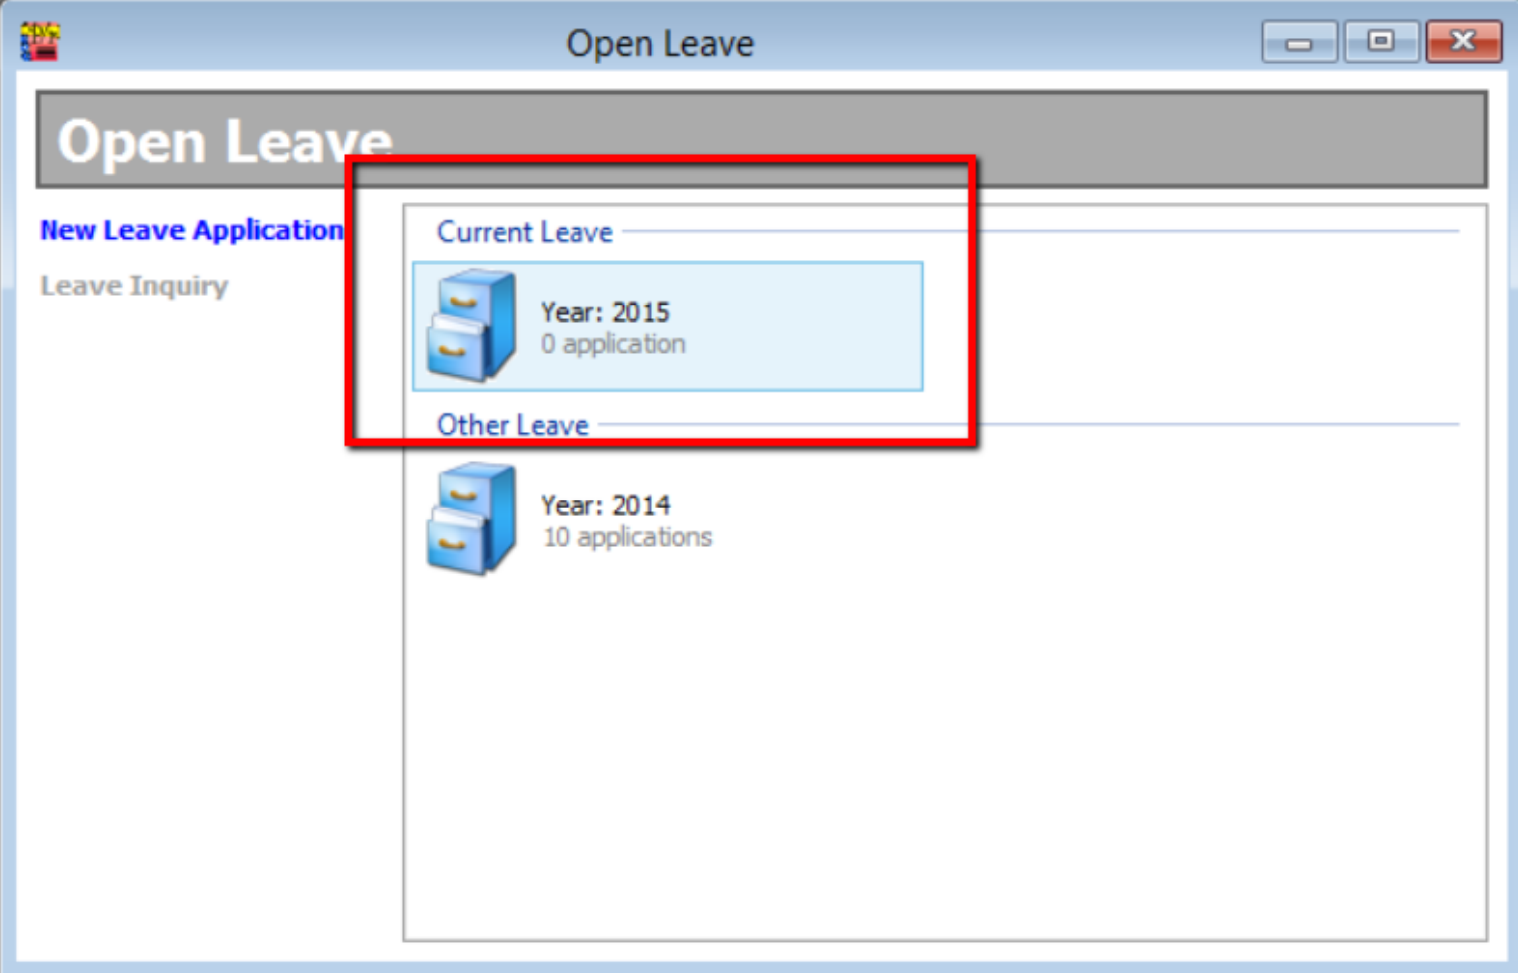 Open Leave
Open Leave
New Leave Application
Leave Inquiry
Current Leave
Year: 2015
0 application
Other Leave
Year: 2014
10 applications